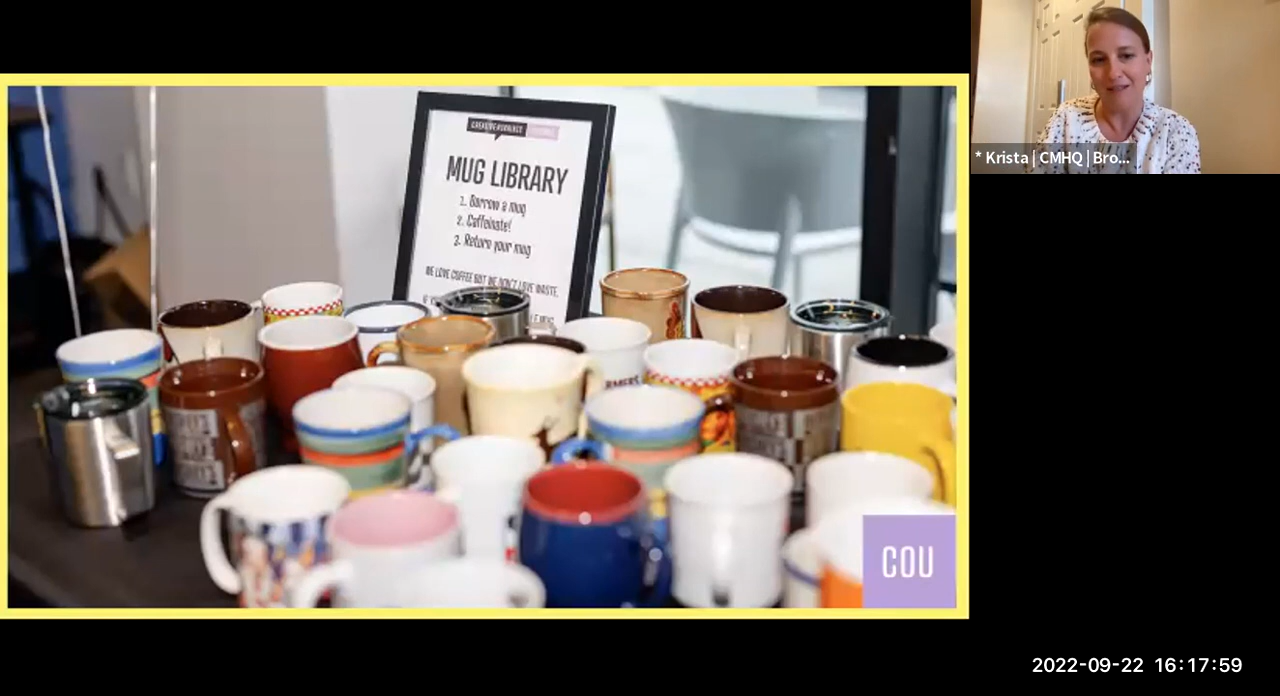 CREATIVEMORNINGS
MUG LIBRARY
1. Borrow a mug
2. Caffeinate!
3. Return your mug
WE LOVE COFFEE BUT WE DON'T LOVE WASTE.
COU
* Krista | CMHQ | Bro...
2022-09-22 16:17:59